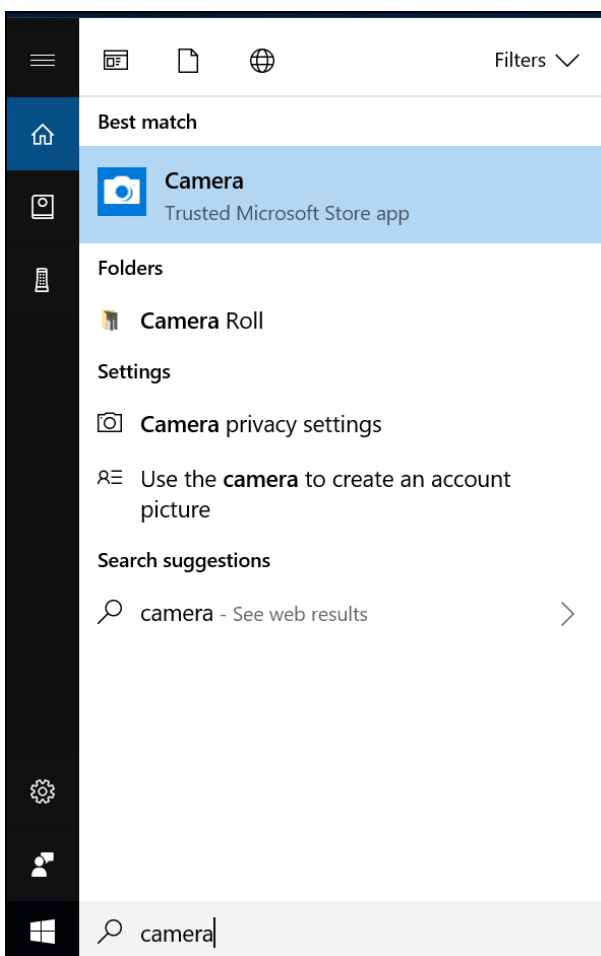 Filters
Best match
Camera
Trusted Microsoft Store app
Folders
Camera Roll
Settings
Camera privacy settings
Use the camera to create an account
picture
Search suggestions
camera - See web results
camera